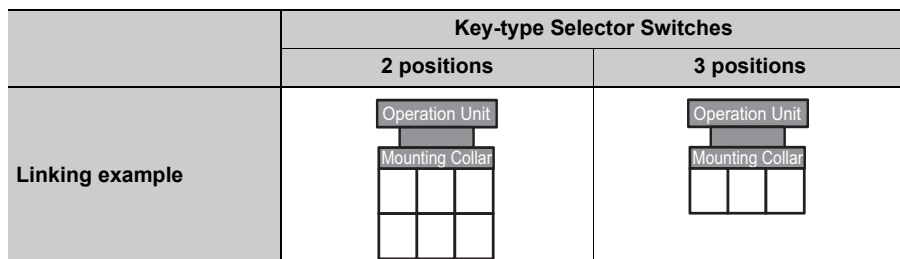 Key-type Selector Switches
2 positions
3 positions
Linking example
Operation Unit
Mounting Collar
Operation Unit
Mounting Collar